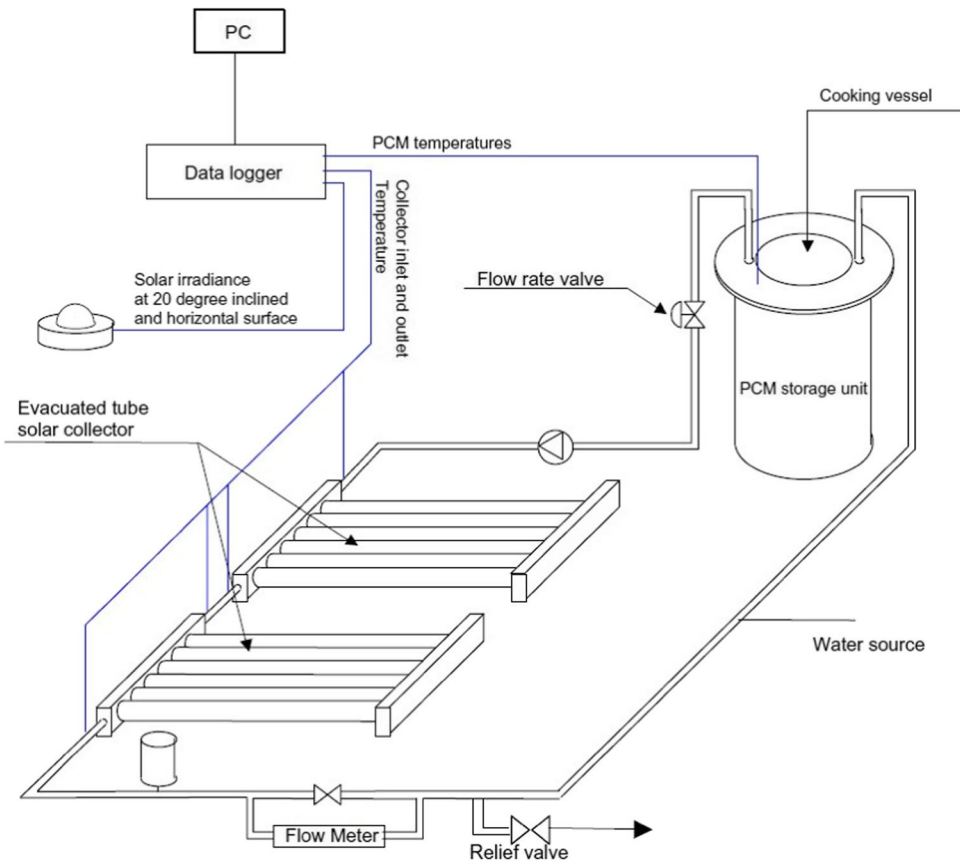 PC
Cooking vessel
PCM temperatures
Data logger
Collector inlet and outlet
Temperature
Solar irradiance
at 20 degree inclined
and horizontal surface
Flow rate valve
PCM storage unit
Evacuated tube
solar collector
Water source
Flow Meter
Relief valve